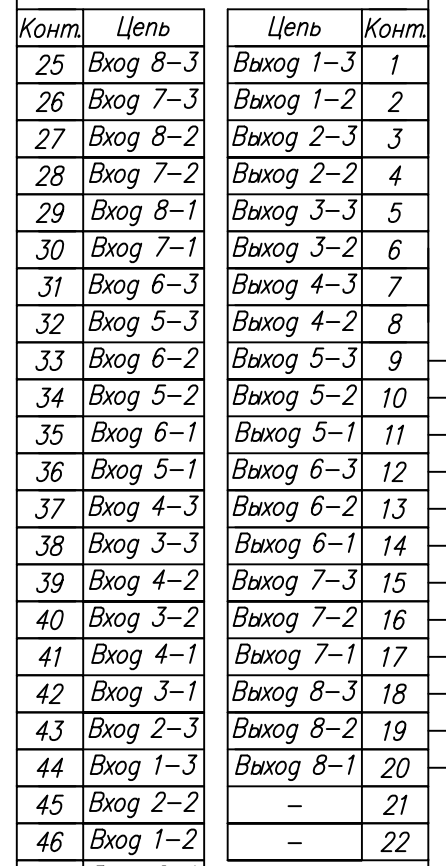 Конт. Цепь Цепь Конт.
25 Вход 8-3 Выход 1-3 1
26 Вход 7-3 Выход 1-2 2
27 Вход 8-2 Выход 2-3 3
28 Вход 7-2 Выход 2-2 4
29 Вход 8-1 Выход 3-3 5
30 Вход 7-1 Выход 3-2 6
31 Вход 6-3 Выход 4-3 7
32 Вход 5-3 Выход 4-2 8
33 Вход 6-2 Выход 5-3 9
34 Вход 5-2 Выход 5-2 10
35 Вход 6-1 Выход 5-1 11
36 Вход 5-1 Выход 6-3 12
37 Вход 4-3 Выход 6-2 13
38 Вход 3-3 Выход 6-1 14
39 Вход 4-2 Выход 7-3 15
40 Вход 3-2 Выход 7-2 16
41 Вход 4-1 Выход 7-1 17
42 Вход 3-1 Выход 8-3 18
43 Вход 2-3 Выход 8-2 19
44 Вход 1-3 Выход 8-1 20
45 Вход 2-2 - 21
46 Вход 1-2 - 22